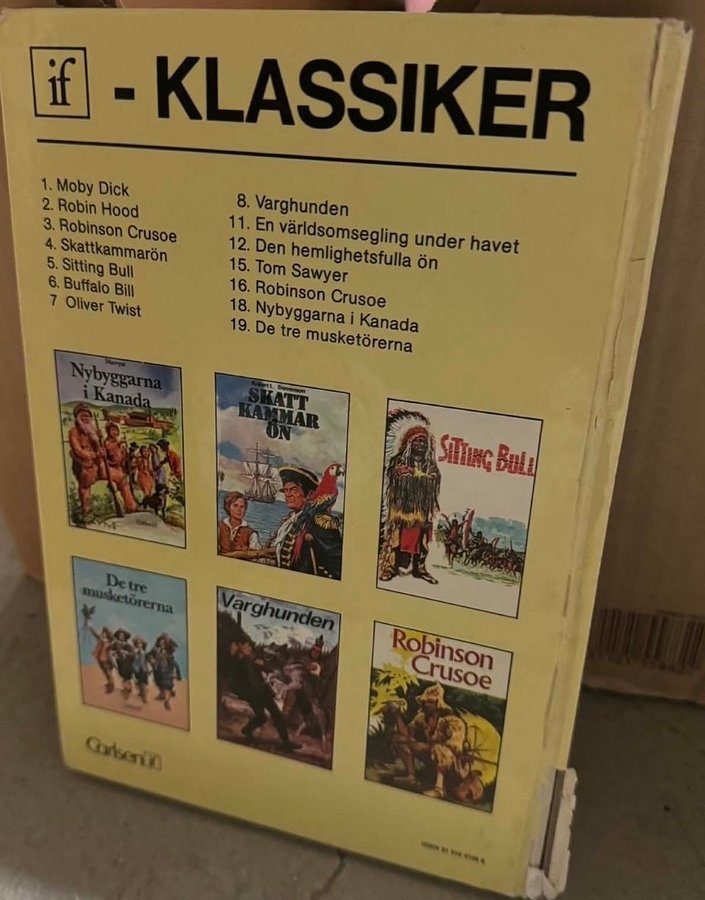 if - KLASSIKER
1. Moby Dick
2. Robin Hood
3. Robinson Crusoe
4. Skattkammarön
5. Sitting Bull
6. Buffalo Bill
7 Oliver Twist
8. Varghunden
11. En världsomsegling under havet
12. Den hemlighetsfulla ön
15. Tom Sawyer
16. Robinson Crusoe
18. Nybyggarna i Kanada
19. De tre musketörerna
Marryat
Nybyggarna
i Kanada
Robert L. Stevenson
SKATT
KAMMAR
ÖN
SITTING BULL
De tre
musketörerna
Varghunden
Robinson
Crusoe
Carlsen if